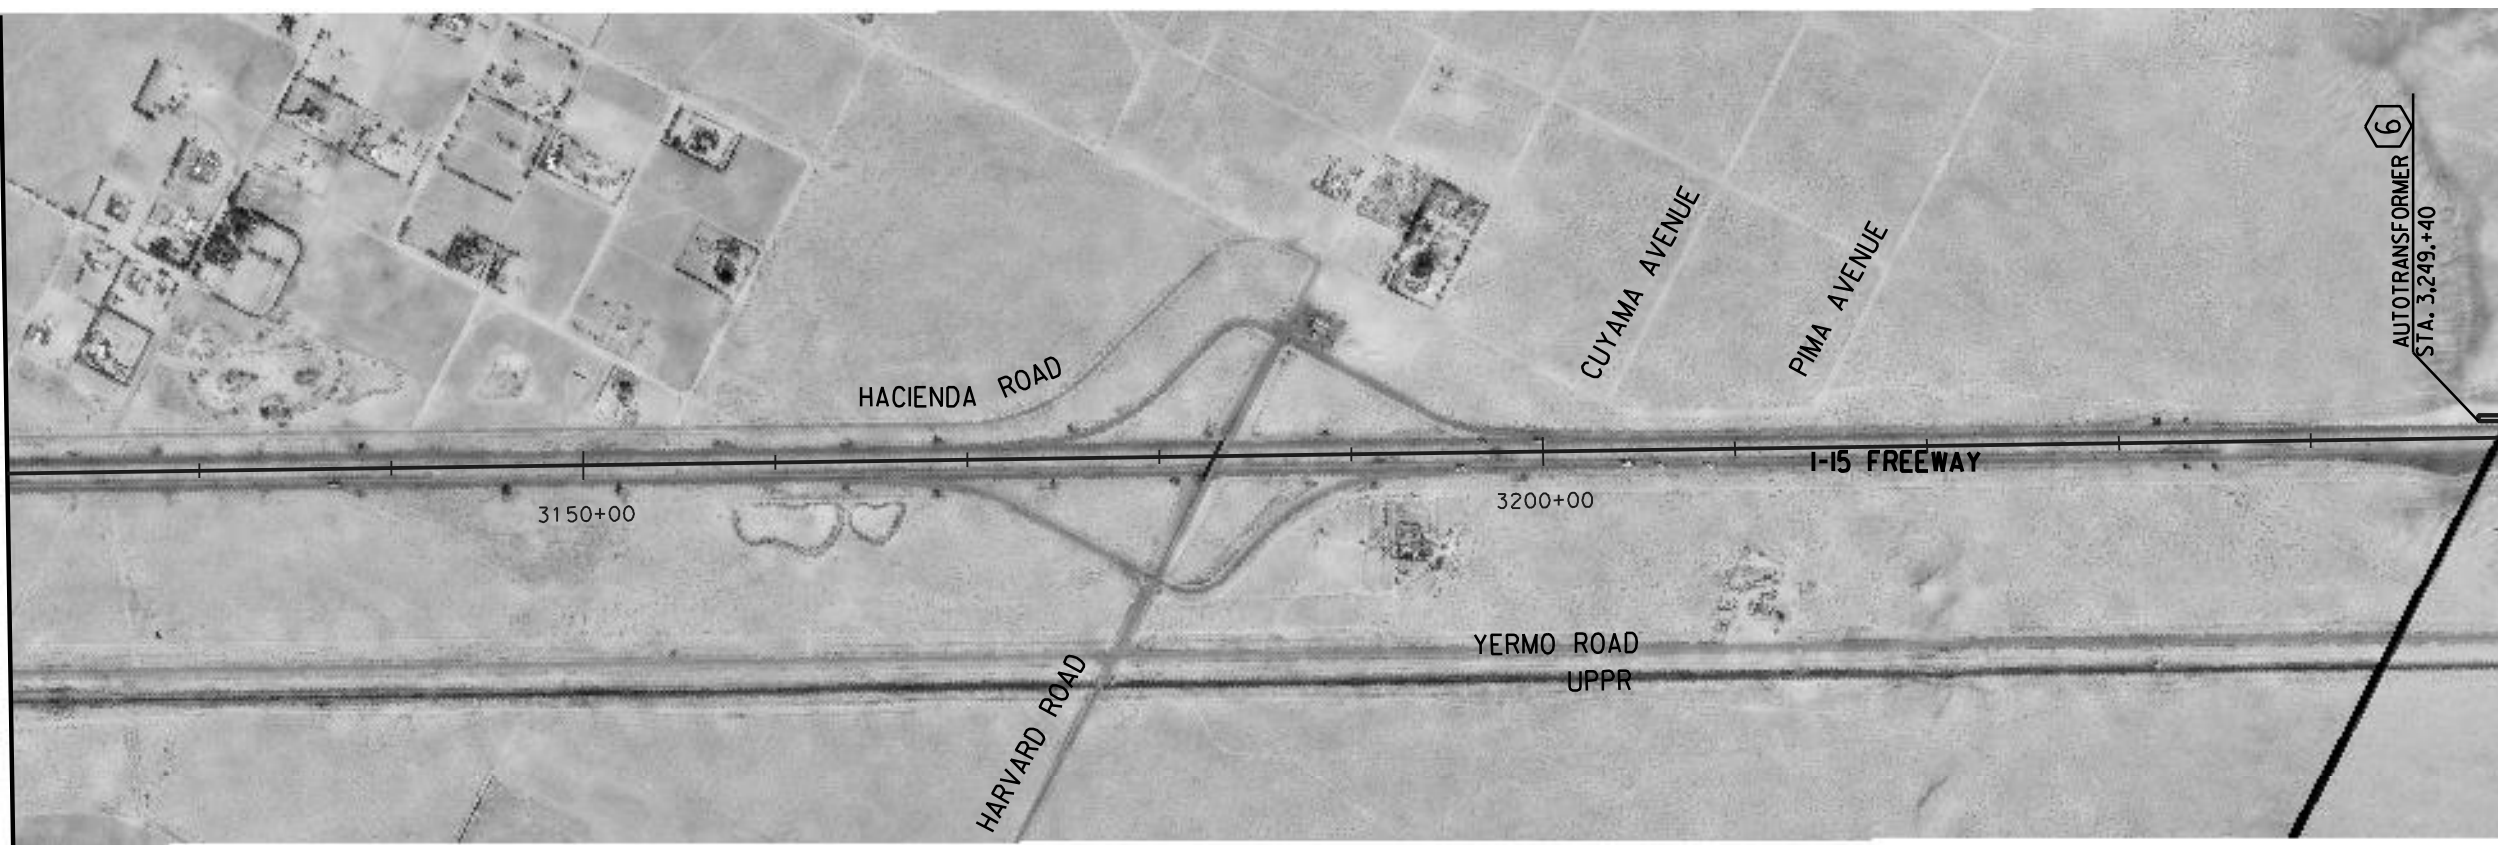 HACIENDA ROAD
CUYAMA AVENUE
PIMA AVENUE
6
AUTOTRANSFORMER
STA. 3,249.+40
I-15 FREEWAY
3150+00
3200+00
YERMO ROAD
UPPR
HARVARD ROAD